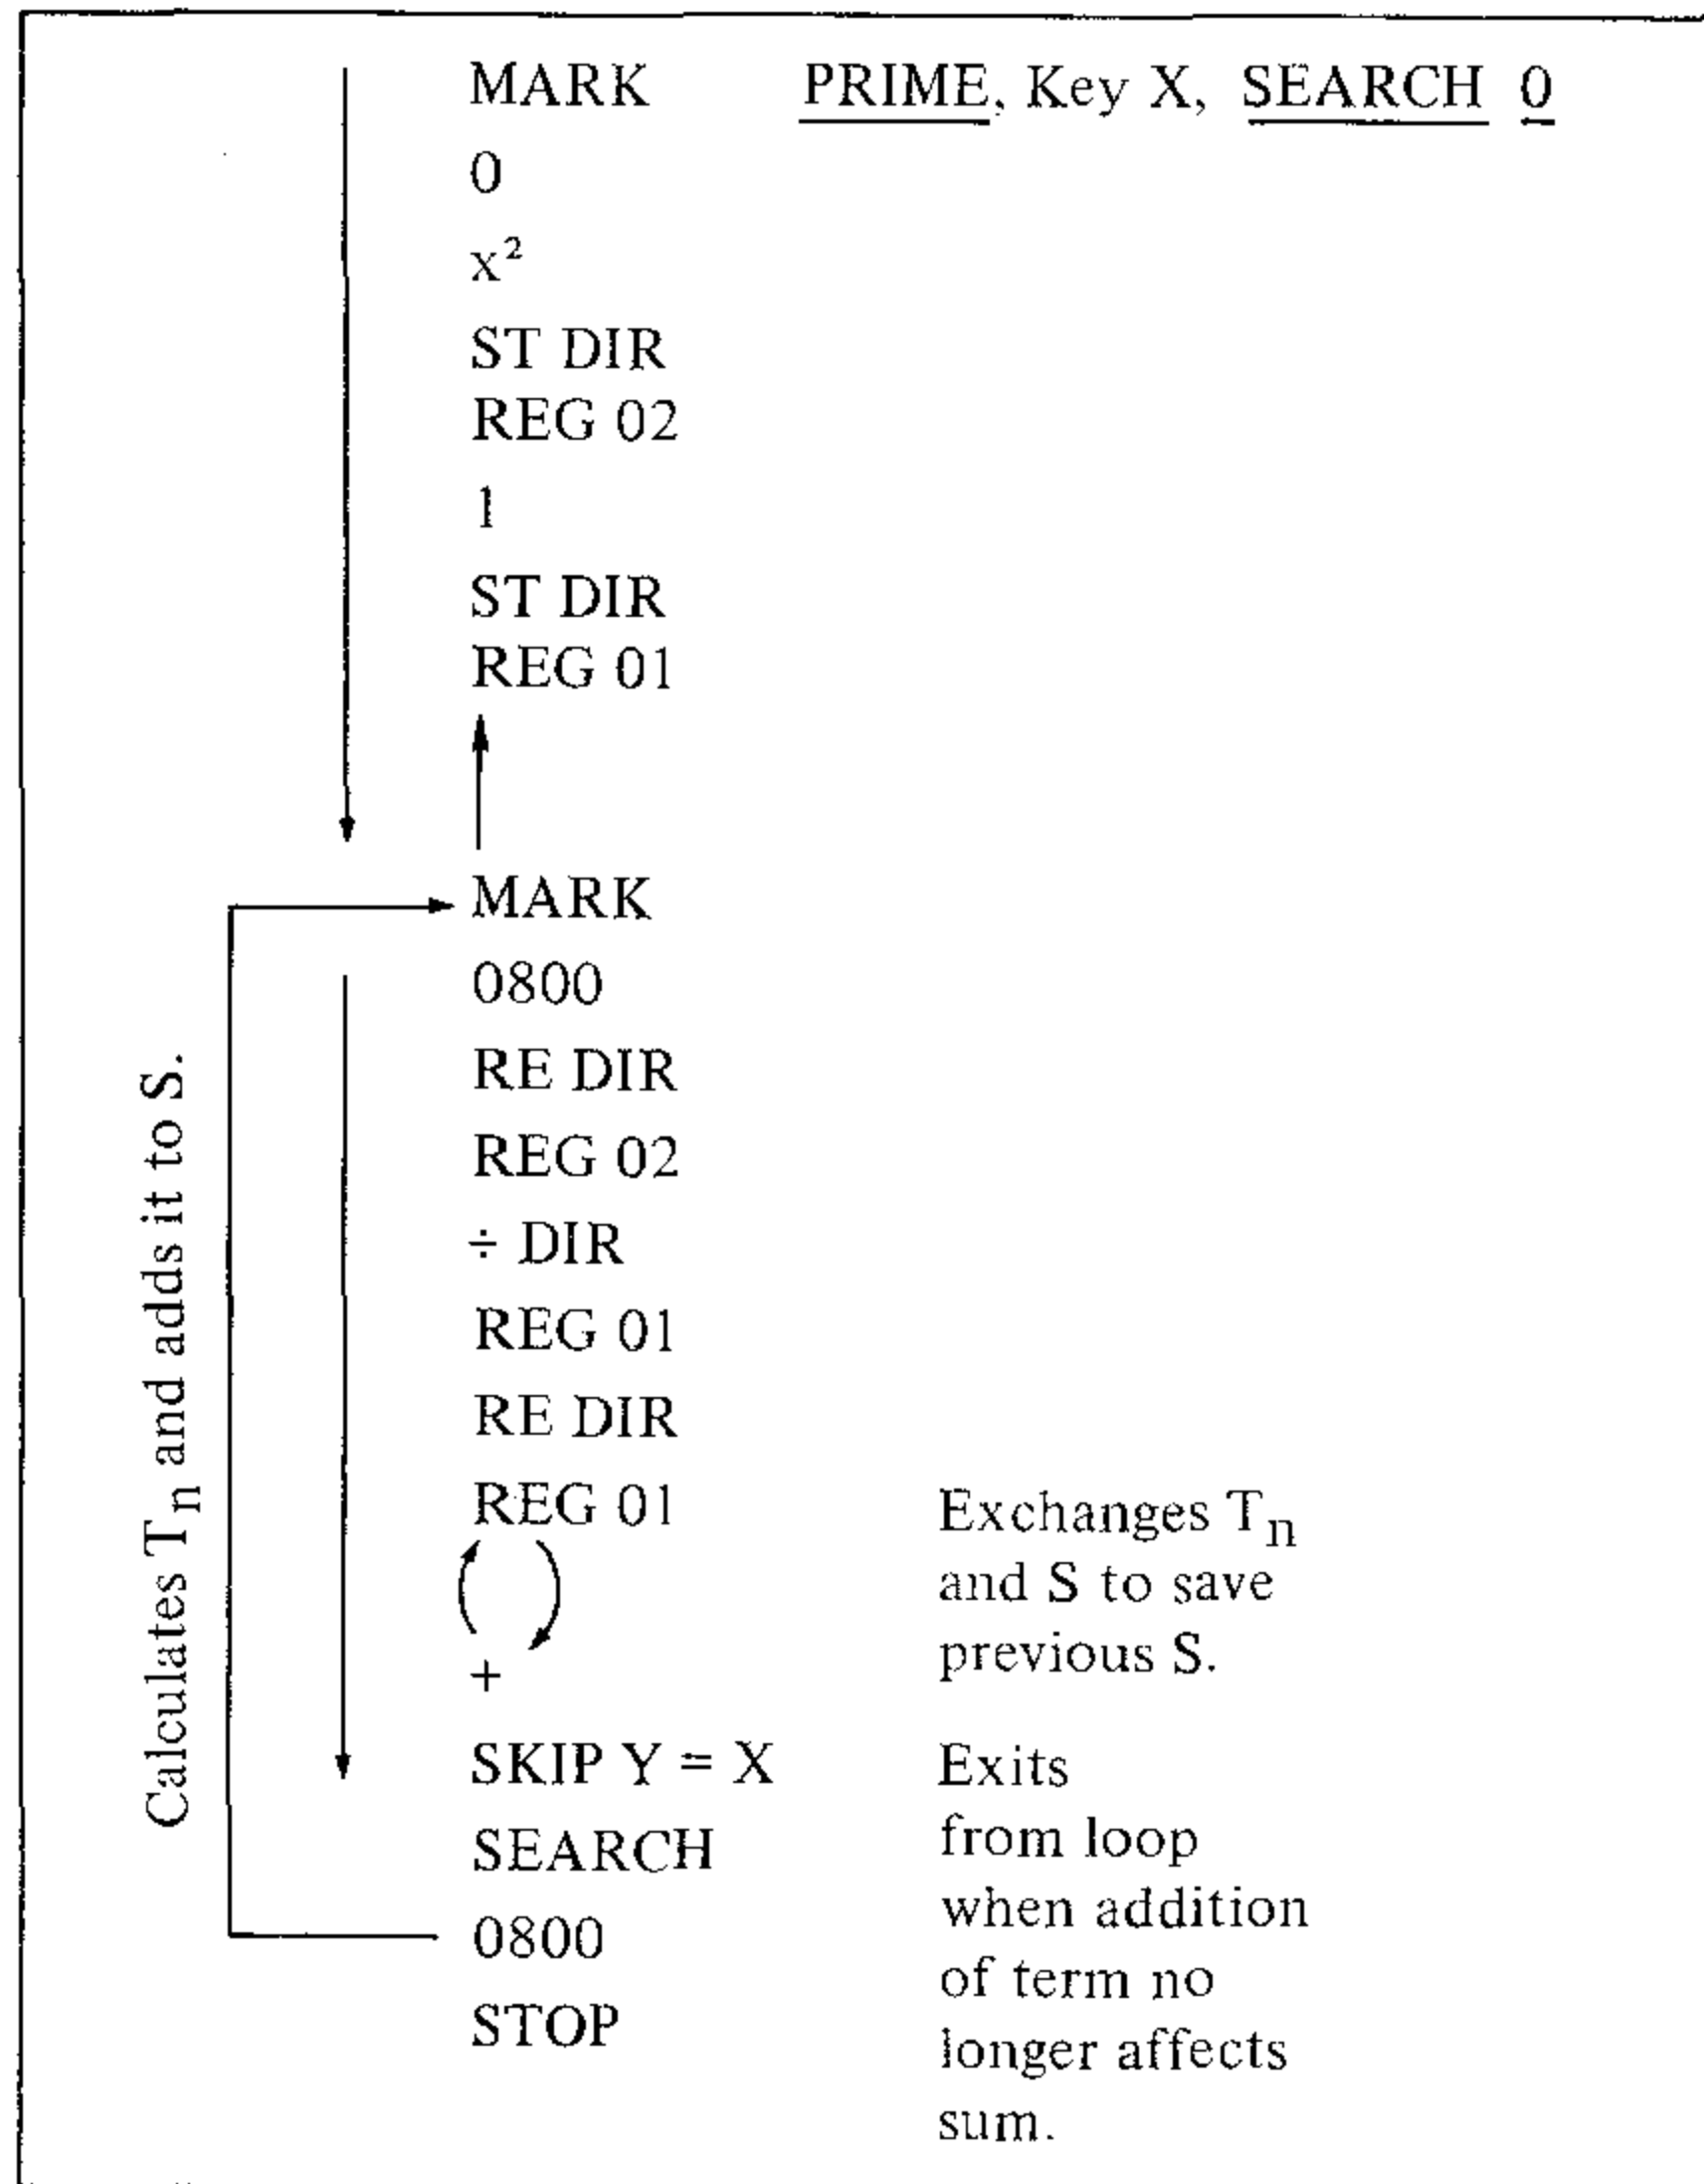 MARK PRIME, Key X, SEARCH 0
0
x²
ST DIR
REG 02
1
ST DIR
REG 01
↑
MARK
0800
RE DIR
REG 02
÷ DIR
REG 01
RE DIR
REG 01
+
SKIP Y = X
SEARCH
0800
STOP
Exchanges Tn
and S to save
previous S.
Exits
from loop
when addition
of term no
longer affects
sum.
Calculates Tn and adds it to S.